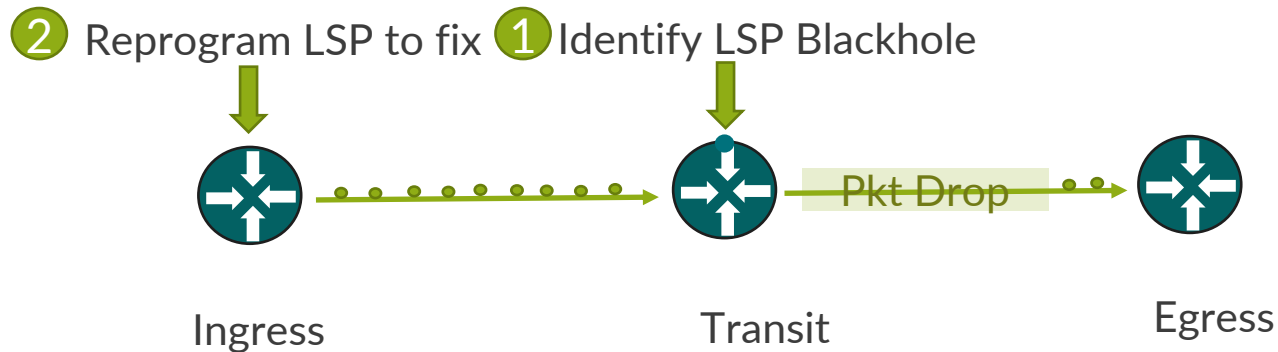 2 Reprogram LSP to fix
1 Identify LSP Blackhole
Pkt Drop
Ingress
Transit
Egress